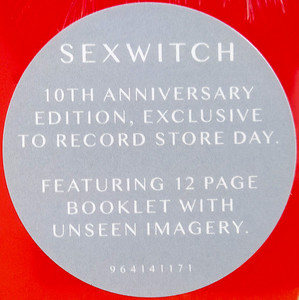 SEXWITCH
10TH ANNIVERSARY
EDITION, EXCLUSIVE
TO RECORD STORE DAY.
FEATURING 12 PAGE
BOOKLET WITH
UNSEEN IMAGERY.
964141171